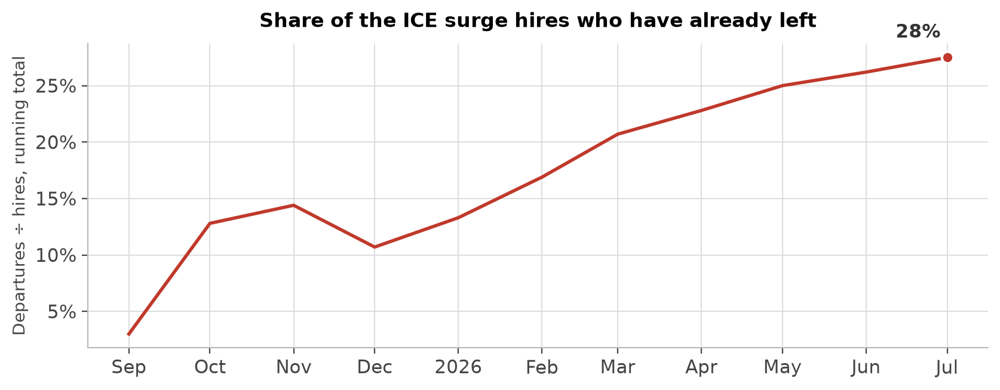 Share of the ICE surge hires who have already left
28%
Departures ÷ hires, running total
25%
20%
15%
10%
5%
Sep Oct Nov Dec 2026 Feb Mar Apr May Jun Jul